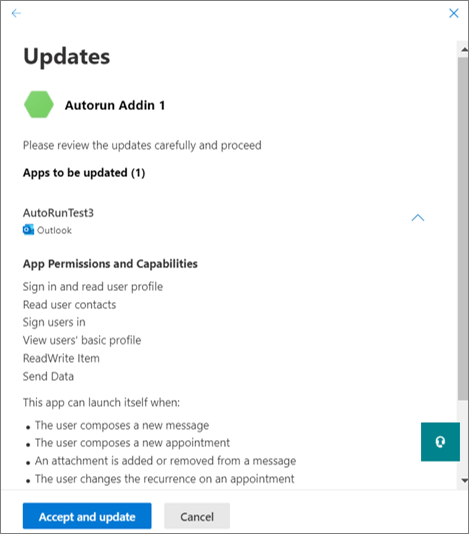 Updates
Autorun Addin 1
Please review the updates carefully and proceed
Apps to be updated (1)
AutoRunTest3
Outlook
App Permissions and Capabilities
Sign in and read user profile
Read user contacts
Sign users in
View users' basic profile
ReadWrite Item
Send Data
This app can launch itself when:
• The user composes a new message
• The user composes a new appointment
• An attachment is added or removed from a message
• The user changes the recurrence on an appointment
Accept and update
Cancel